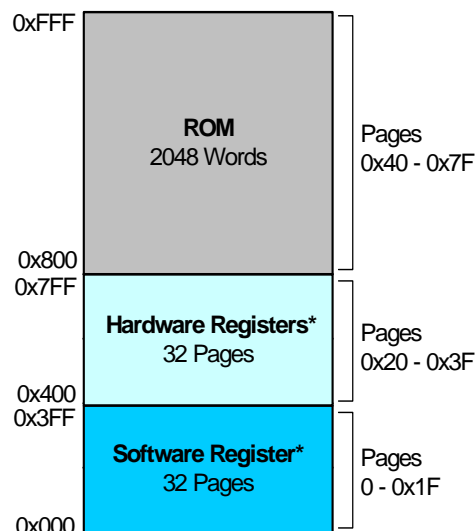 0xFFF
ROM
2048 Words
Pages
0x40 - 0x7F
0x800
0x7FF
Hardware Registers*
32 Pages
Pages
0x20 - 0x3F
0x400
0x3FF
Software Register*
32 Pages
Pages
0 - 0x1F
0x000